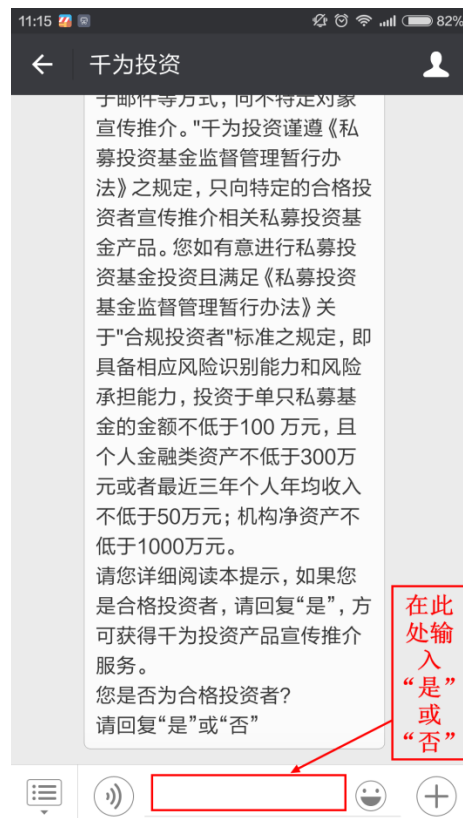 11:15
82%
千为投资
子邮件等方式，向不特定对象
宣传推介。"千为投资谨遵《私
募投资基金监督管理暂行办
法》之规定，只向特定的合格投
资者宣传推介相关私募投资基
金产品。您如有意进行私募投
资基金投资且满足《私募投资
基金监督管理暂行办法》关
于"合规投资者"标准之规定，即
具备相应风险识别能力和风险
承担能力，投资于单只私募基
金的金额不低于100 万元，且
个人金融类资产不低于300万
元或者最近三年个人年均收入
不低于50万元；机构净资产不
低于1000万元。
请您详细阅读本提示，如果您
是合格投资者，请回复“是”，方
可获得千为投资产品宣传推介
服务。
您是否为合格投资者？
请回复“是”或“否”
在此
处输
入
“是”
或
“否”